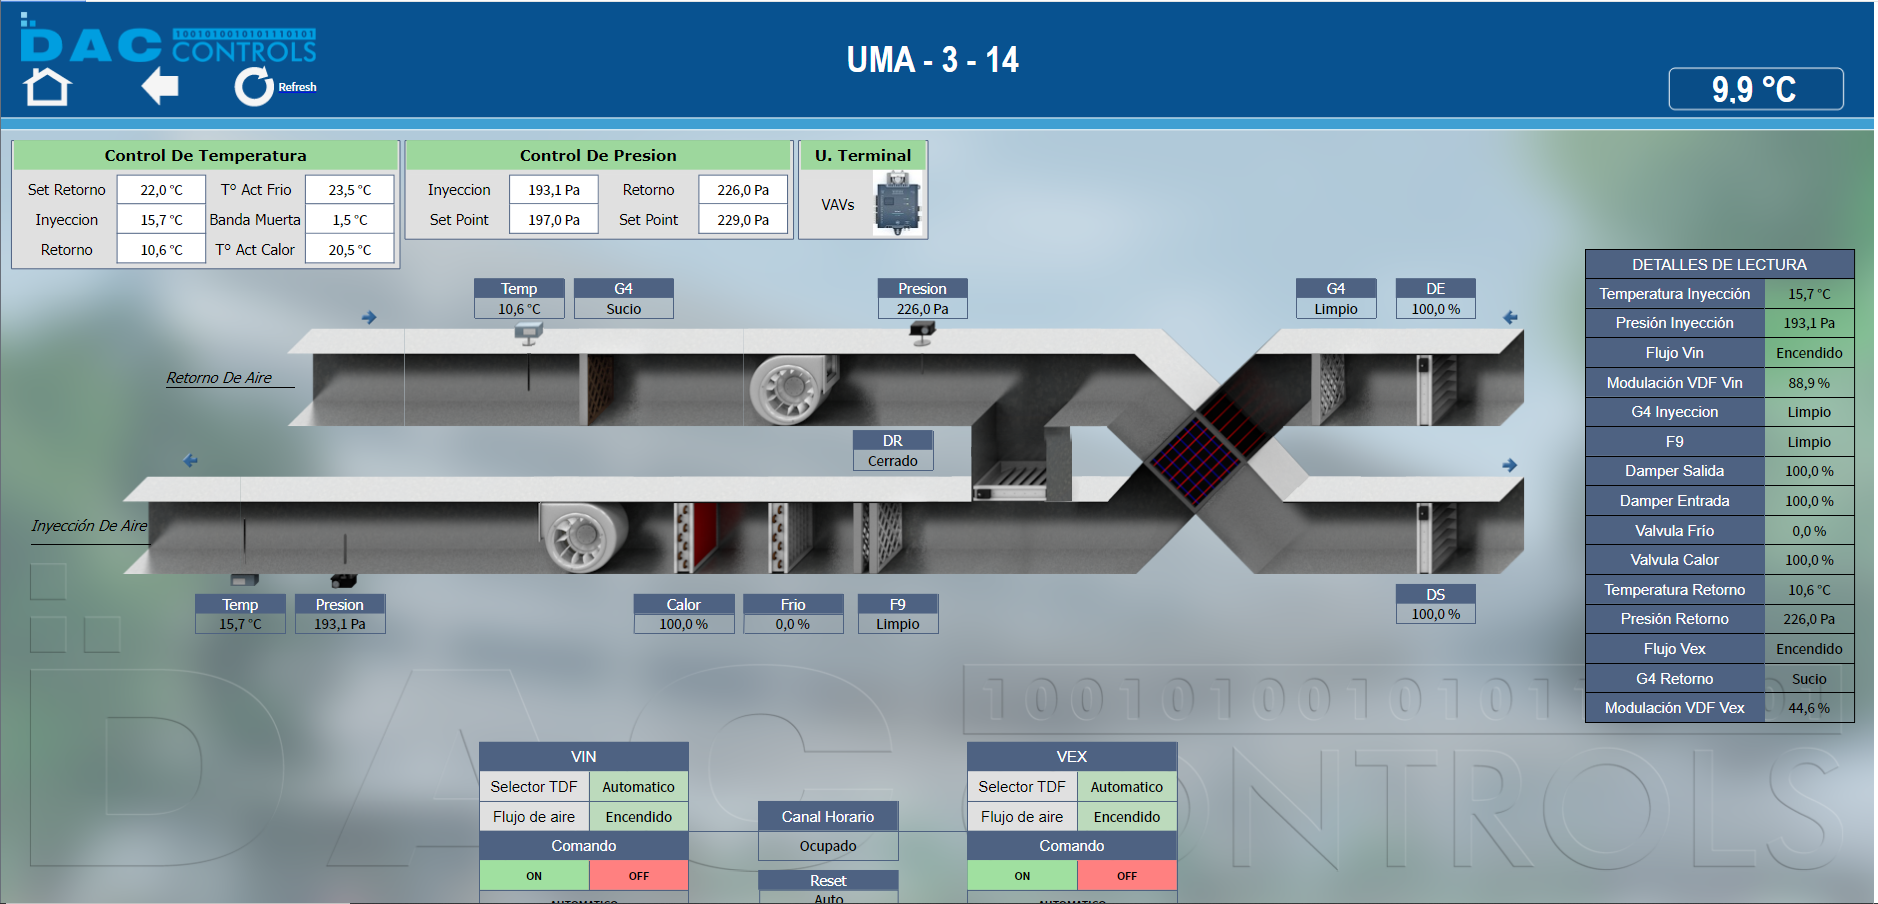 DAC
100101001010111010101
CONTROLS
Refresh
UMA - 3 - 14
9,9 °C
Control De Temperatura
Set Retorno 22,0 °C T° Act Frio 23,5 °C
Inyeccion 15,7 °C Banda Muerta 1,5 °C
Retorno 10,6 °C T° Act Calor 20,5 °C
Control De Presion
Inyeccion 193,1 Pa Retorno 226,0 Pa
Set Point 197,0 Pa Set Point 229,0 Pa
U. Terminal
VAVs
Temp
10,6 °C
G4
Sucio
Presion
226,0 Pa
G4
Limpio
DE
100,0 %
Retorno De Aire
DR
Cerrado
Inyección De Aire
Temp
15,7 °C
Presion
193,1 Pa
Calor
100,0 %
Frio
0,0 %
F9
Limpio
DS
100,0 %
DETALLES DE LECTURA
Temperatura Inyección 15,7 °C
Presión Inyección 193,1 Pa
Flujo Vin Encendido
Modulación VDF Vin 88,9 %
G4 Inyeccion Limpio
F9 Limpio
Damper Salida 100,0 %
Damper Entrada 100,0 %
Valvula Frío 0,0 %
Valvula Calor 100,0 %
Temperatura Retorno 10,6 °C
Presión Retorno 226,0 Pa
Flujo Vex Encendido
G4 Retorno Sucio
Modulación VDF Vex 44,6 %
VIN
Selector TDF Automatico
Flujo de aire Encendido
Comando
ON OFF
AUTOMATICO
Canal Horario
Ocupado
Reset
Auto
VEX
Selector TDF Automatico
Flujo de aire Encendido
Comando
ON OFF
AUTOMATICO
DAC
CONTROLS